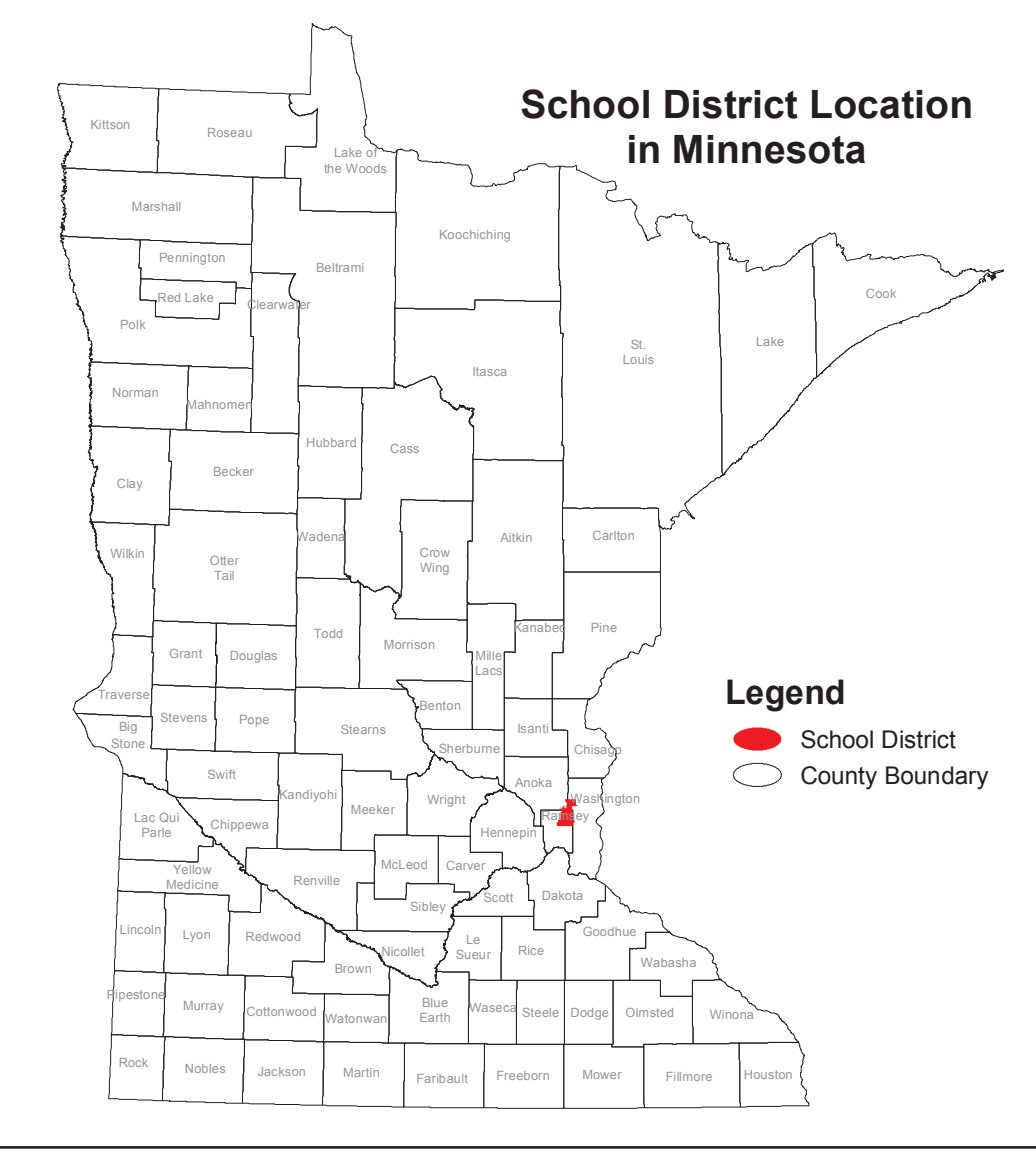 School District Location
in Minnesota
Kittson
Roseau
Lake of
the Woods
Marshall
Koochiching
Pennington
Beltrami
Red Lake
Clearwater
Cook
Polk
St.
Louis
Lake
Itasca
Norman
Mahnomen
Hubbard
Cass
Becker
Clay
Wadena
Aitkin
Carlton
Wilkin
Otter
Tail
Crow
Wing
Todd
Kanabec
Pine
Morrison
Mille
Lacs
Grant
Douglas
Traverse
Legend
Benton
Stevens
Pope
Stearns
Isanti
Big
Stone
Sherburne
Chisago
School District
Swift
Anoka
County Boundary
Kandiyohi
Wright
Washington
Meeker
Lac Qui
Parle
Chippewa
Ramsey
Hennepin
McLeod
Carver
Yellow
Medicine
Renville
Scott
Dakota
Sibley
Lincoln
Lyon
Redwood
Goodhue
Nicollet
Le
Sueur
Rice
Brown
Wabasha
Pipestone
Murray
Cottonwood
Watonwan
Blue
Earth
Waseca
Steele
Dodge
Olmsted
Winona
Rock
Nobles
Jackson
Martin
Faribault
Freeborn
Mower
Fillmore
Houston